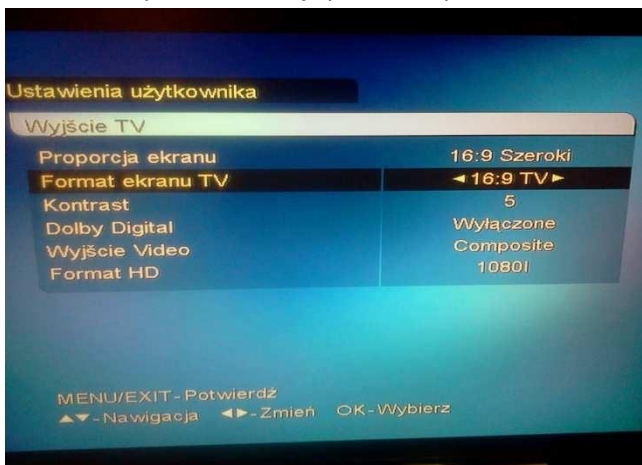 Ustawienia użytkownika
Wyjście TV
Proporcja ekranu 16:9 Szeroki
Format ekranu TV ◄16:9 TV►
Kontrast 5
Dolby Digital Wyłączone
Wyjście Video Composite
Format HD 1080I
MENU/EXIT-Potwierdź
▲▼-Nawigacja ◄►-Zmień OK-Wybierz